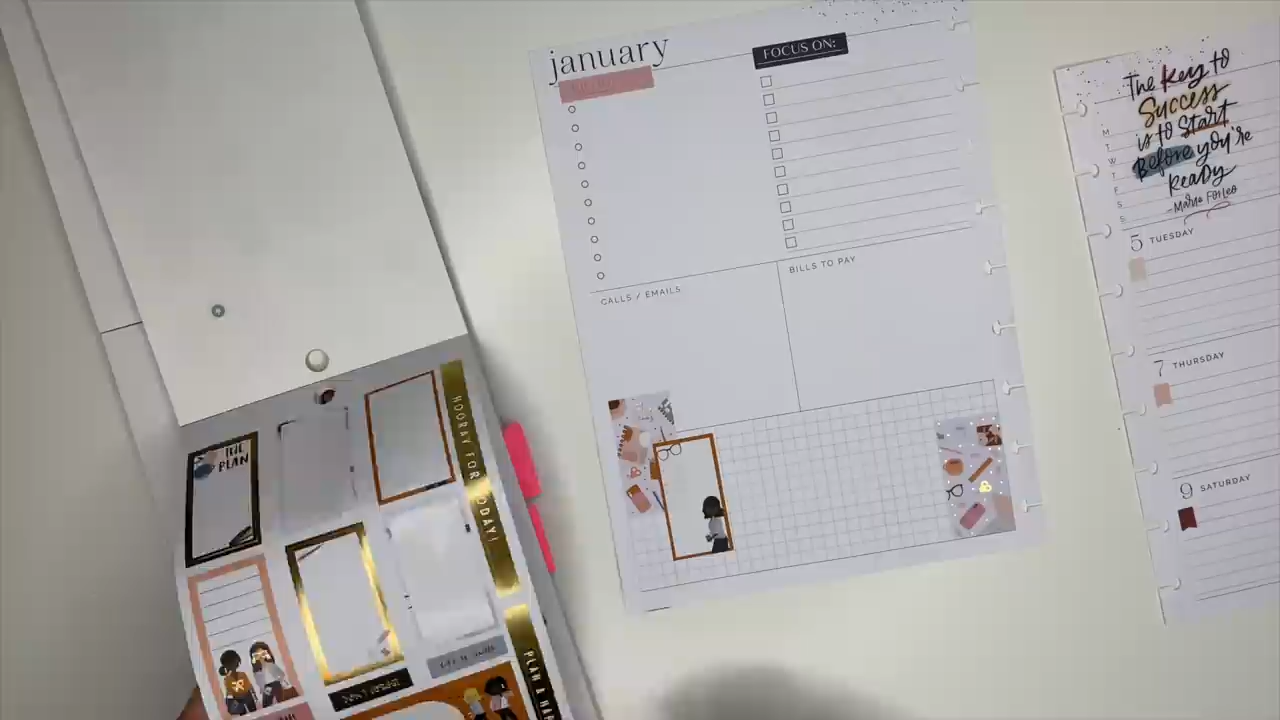 january
FOCUS ON:
CALLS / EMAILS
BILLS TO PAY
The Key to
Success
is to Start
Before you're
Ready
-Marie Forleo
M
T
W
T
F
S
S
5 TUESDAY
7 THURSDAY
9 SATURDAY
THE
PLAN
HOORAY FOR TODAY!
PLAN A HAP